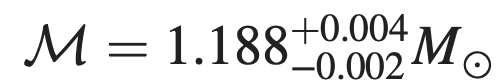 ℳ = 1.188^{+0.004}_{-0.002} M_⊙